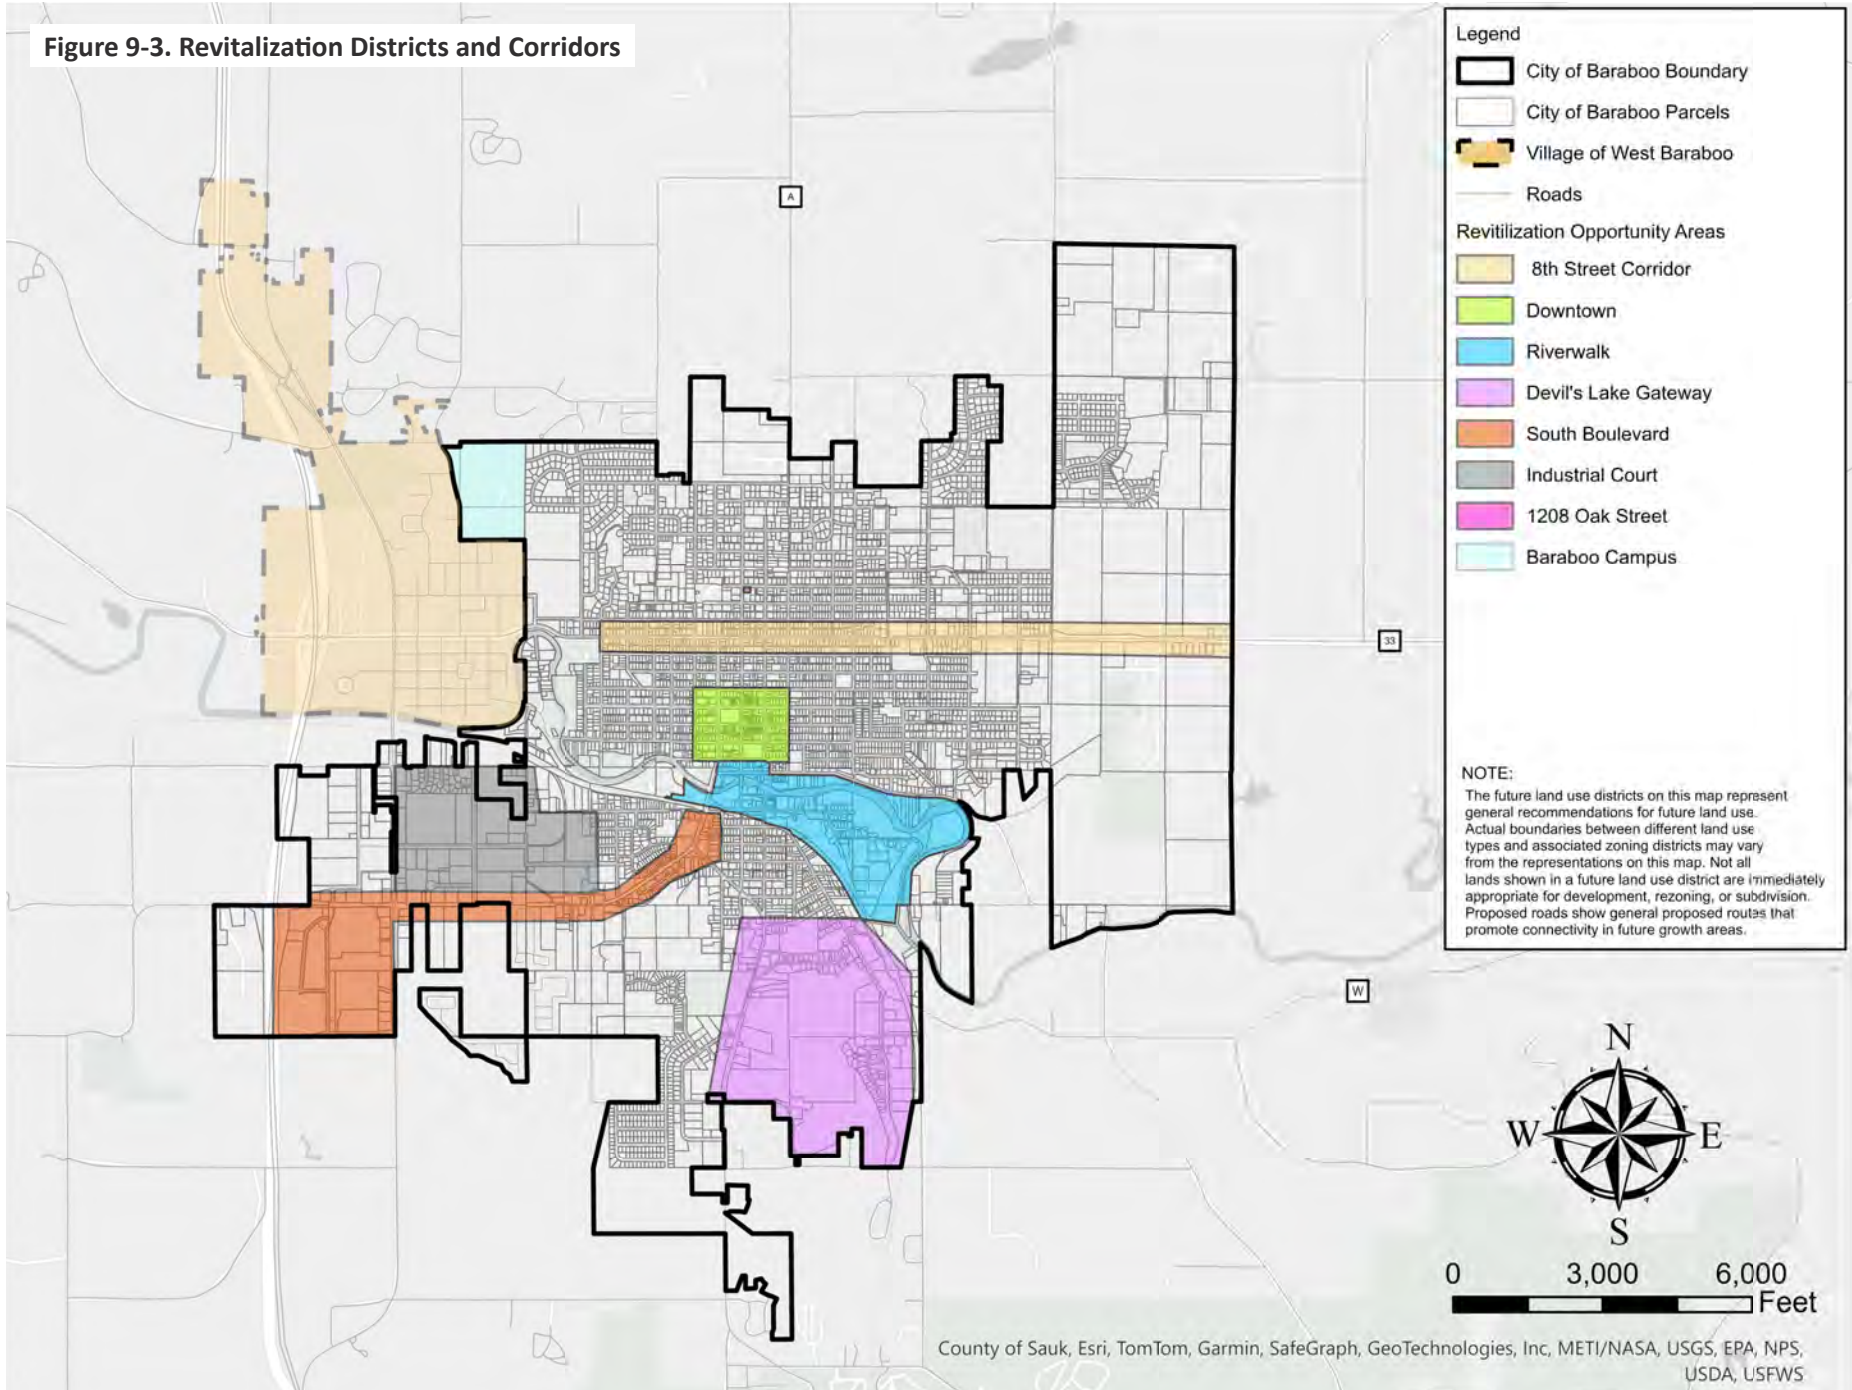 Figure 9-3. Revitalization Districts and Corridors
A
33
W
Legend
City of Baraboo Boundary
City of Baraboo Parcels
Village of West Baraboo
Roads
Revitilization Opportunity Areas
8th Street Corridor
Downtown
Riverwalk
Devil's Lake Gateway
South Boulevard
Industrial Court
1208 Oak Street
Baraboo Campus
NOTE:
The future land use districts on this map represent
general recommendations for future land use.
Actual boundaries between different land use
types and associated zoning districts may vary
from the representations on this map. Not all
lands shown in a future land use district are immediately
appropriate for development, rezoning, or subdivision.
Proposed roads show general proposed routes that
promote connectivity in future growth areas.
N
W E
S
0 3,000 6,000
Feet
County of Sauk, Esri, TomTom, Garmin, SafeGraph, GeoTechnologies, Inc, METI/NASA, USGS, EPA, NPS,
USDA, USFWS